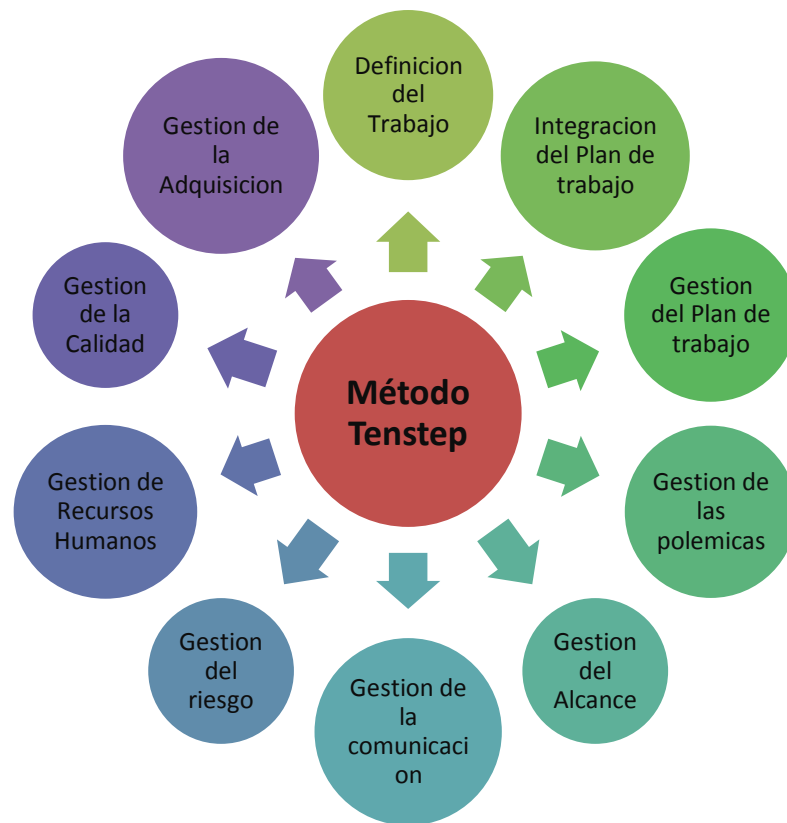 Definicion
del
Trabajo
Integracion
del Plan de
trabajo
Gestion
del Plan de
trabajo
Gestion de
las
polemicas
Gestion
del
Alcance
Gestion de
la
comunicaci
on
Gestion
del
riesgo
Gestion de
Recursos
Humanos
Gestion
de la
Calidad
Gestion de
la
Adquisicion
Método
Tenstep